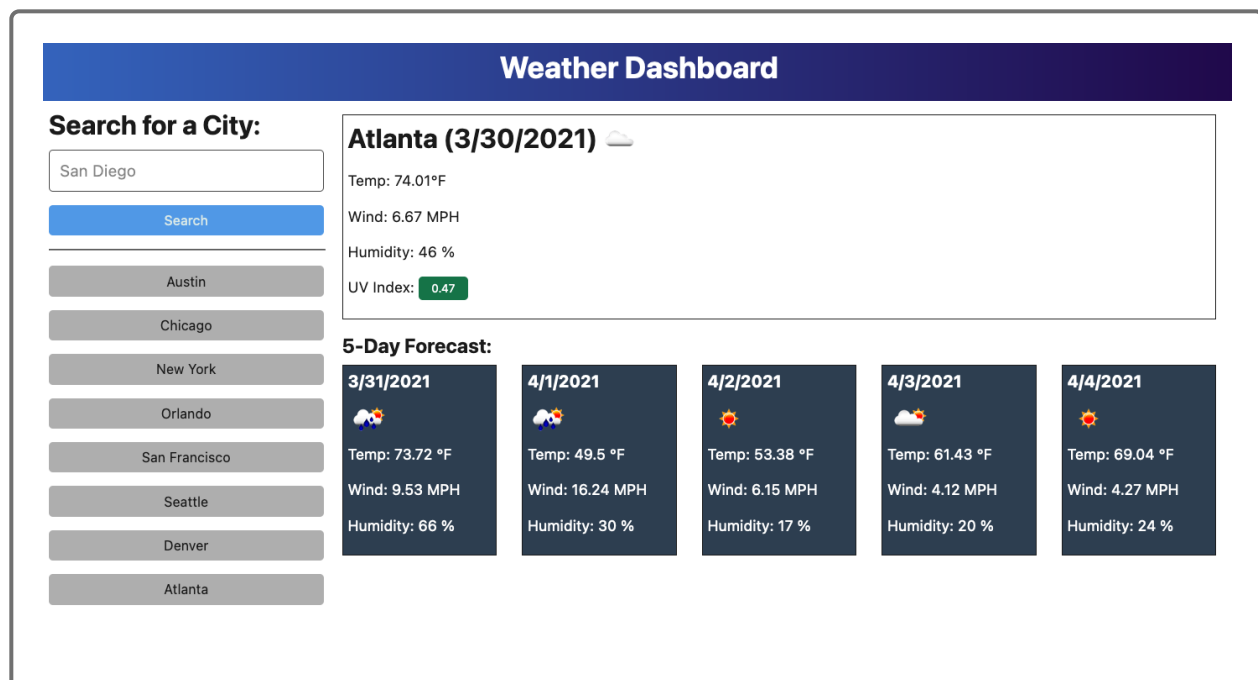 Weather Dashboard
Search for a City:
San Diego
Search
Austin
Chicago
New York
Orlando
San Francisco
Seattle
Denver
Atlanta
Atlanta (3/30/2021)
Temp: 74.01°F
Wind: 6.67 MPH
Humidity: 46 %
UV Index: 0.47
5-Day Forecast:
3/31/2021
Temp: 73.72 °F
Wind: 9.53 MPH
Humidity: 66 %
4/1/2021
Temp: 49.5 °F
Wind: 16.24 MPH
Humidity: 30 %
4/2/2021
Temp: 53.38 °F
Wind: 6.15 MPH
Humidity: 17 %
4/3/2021
Temp: 61.43 °F
Wind: 4.12 MPH
Humidity: 20 %
4/4/2021
Temp: 69.04 °F
Wind: 4.27 MPH
Humidity: 24 %